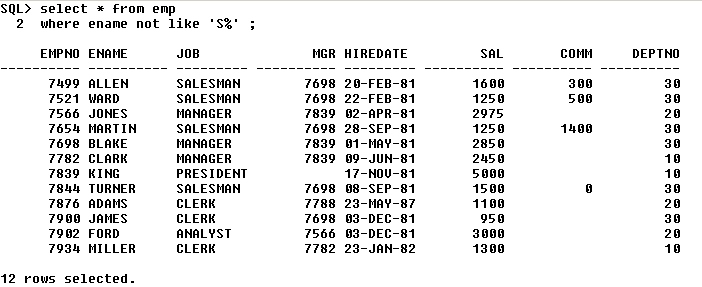 SQL> select * from emp
  2  where ename not like 'S%' ;
     EMPNO ENAME      JOB              MGR HIREDATE         SAL       COMM     DEPTNO
---------- ---------- --------- ---------- --------- ---------- ---------- ----------
      7499 ALLEN      SALESMAN        7698 20-FEB-81       1600        300         30
      7521 WARD       SALESMAN        7698 22-FEB-81       1250        500         30
      7566 JONES      MANAGER         7839 02-APR-81       2975                    20
      7654 MARTIN     SALESMAN        7698 28-SEP-81       1250       1400         30
      7698 BLAKE      MANAGER         7839 01-MAY-81       2850                    30
      7782 CLARK      MANAGER         7839 09-JUN-81       2450                    10
      7839 KING       PRESIDENT            17-NOV-81       5000                    10
      7844 TURNER     SALESMAN        7698 08-SEP-81       1500          0         30
      7876 ADAMS      CLERK           7788 23-MAY-87       1100                    20
      7900 JAMES      CLERK           7698 03-DEC-81        950                    30
      7902 FORD       ANALYST         7566 03-DEC-81       3000                    20
      7934 MILLER     CLERK           7782 23-JAN-82       1300                    10
12 rows selected.